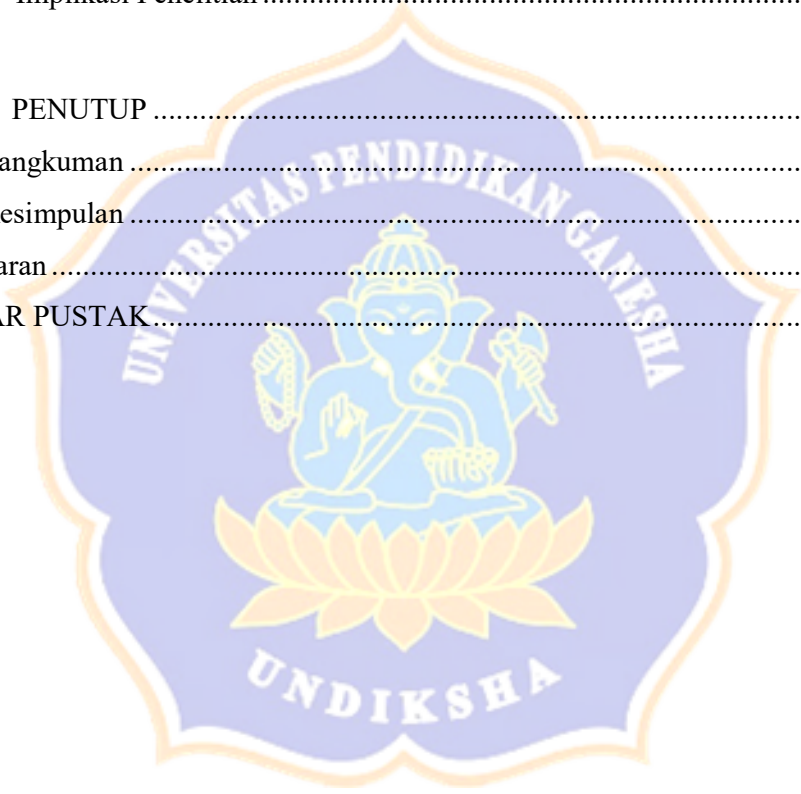 Implikasi Penelitian ........................................................................
PENUTUP ........................................................................................
angkuman ........................................................................................
esimpulan ........................................................................................
aran ........................................................................................
AR PUSTAK ........................................................................................
UNIVERSITAS PENDIDIKAN GANESHA
UNDIKSHA